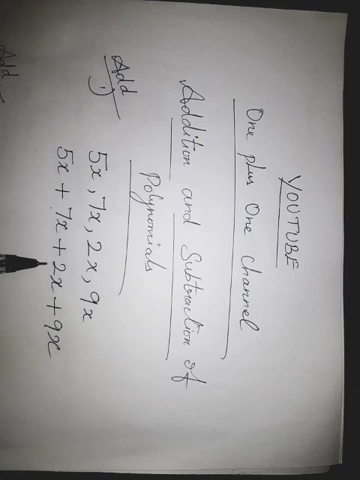 YOUTUBE
One plus One channel
Addition and Subtraction of
Polynomials
Add
i) 5x, 7x, 2x, 9x
5x + 7x + 2x + 9x
Add